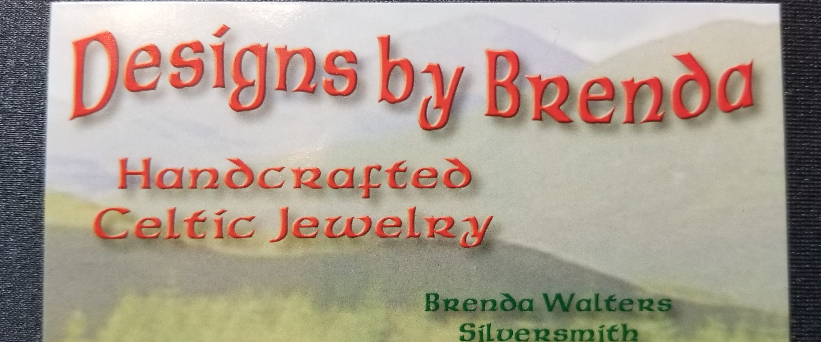 Designs by Brenda
Handcrafted
Celtic Jewelry
Brenda Walters
Silversmith